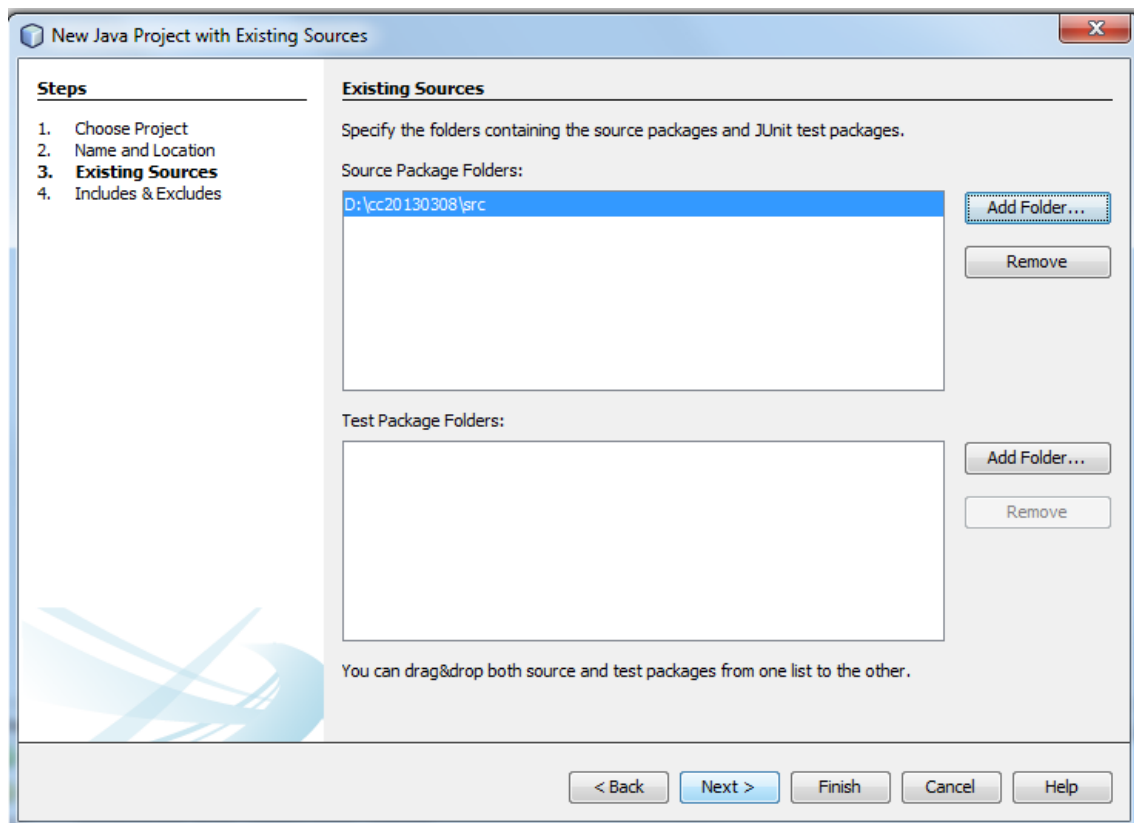 New Java Project with Existing Sources
Steps
1. Choose Project
2. Name and Location
3. Existing Sources
4. Includes & Excludes
Existing Sources
Specify the folders containing the source packages and JUnit test packages.
Source Package Folders:
D:\cc20130308\src
Add Folder...
Remove
Test Package Folders:
Add Folder...
Remove
You can drag&drop both source and test packages from one list to the other.
< Back
Next >
Finish
Cancel
Help